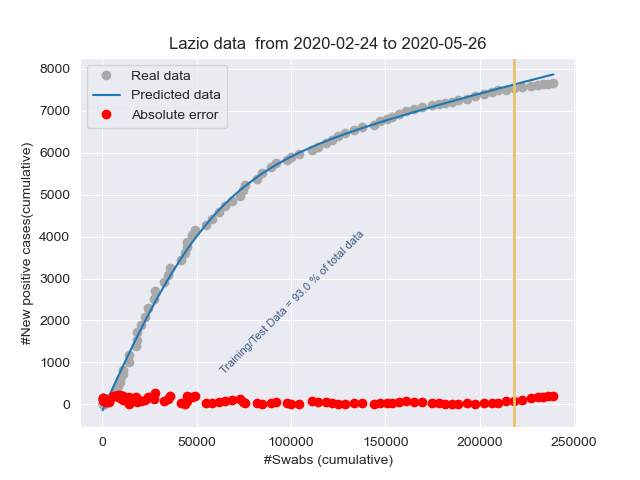 Lazio data  from 2020-02-24 to 2020-05-26
Real data
Predicted data
Absolute error
8000
7000
6000
5000
4000
3000
2000
1000
0
#New positive cases(cumulative)
Training/Test Data = 93.0 % of total data
0
50000
100000
150000
200000
250000
#Swabs (cumulative)